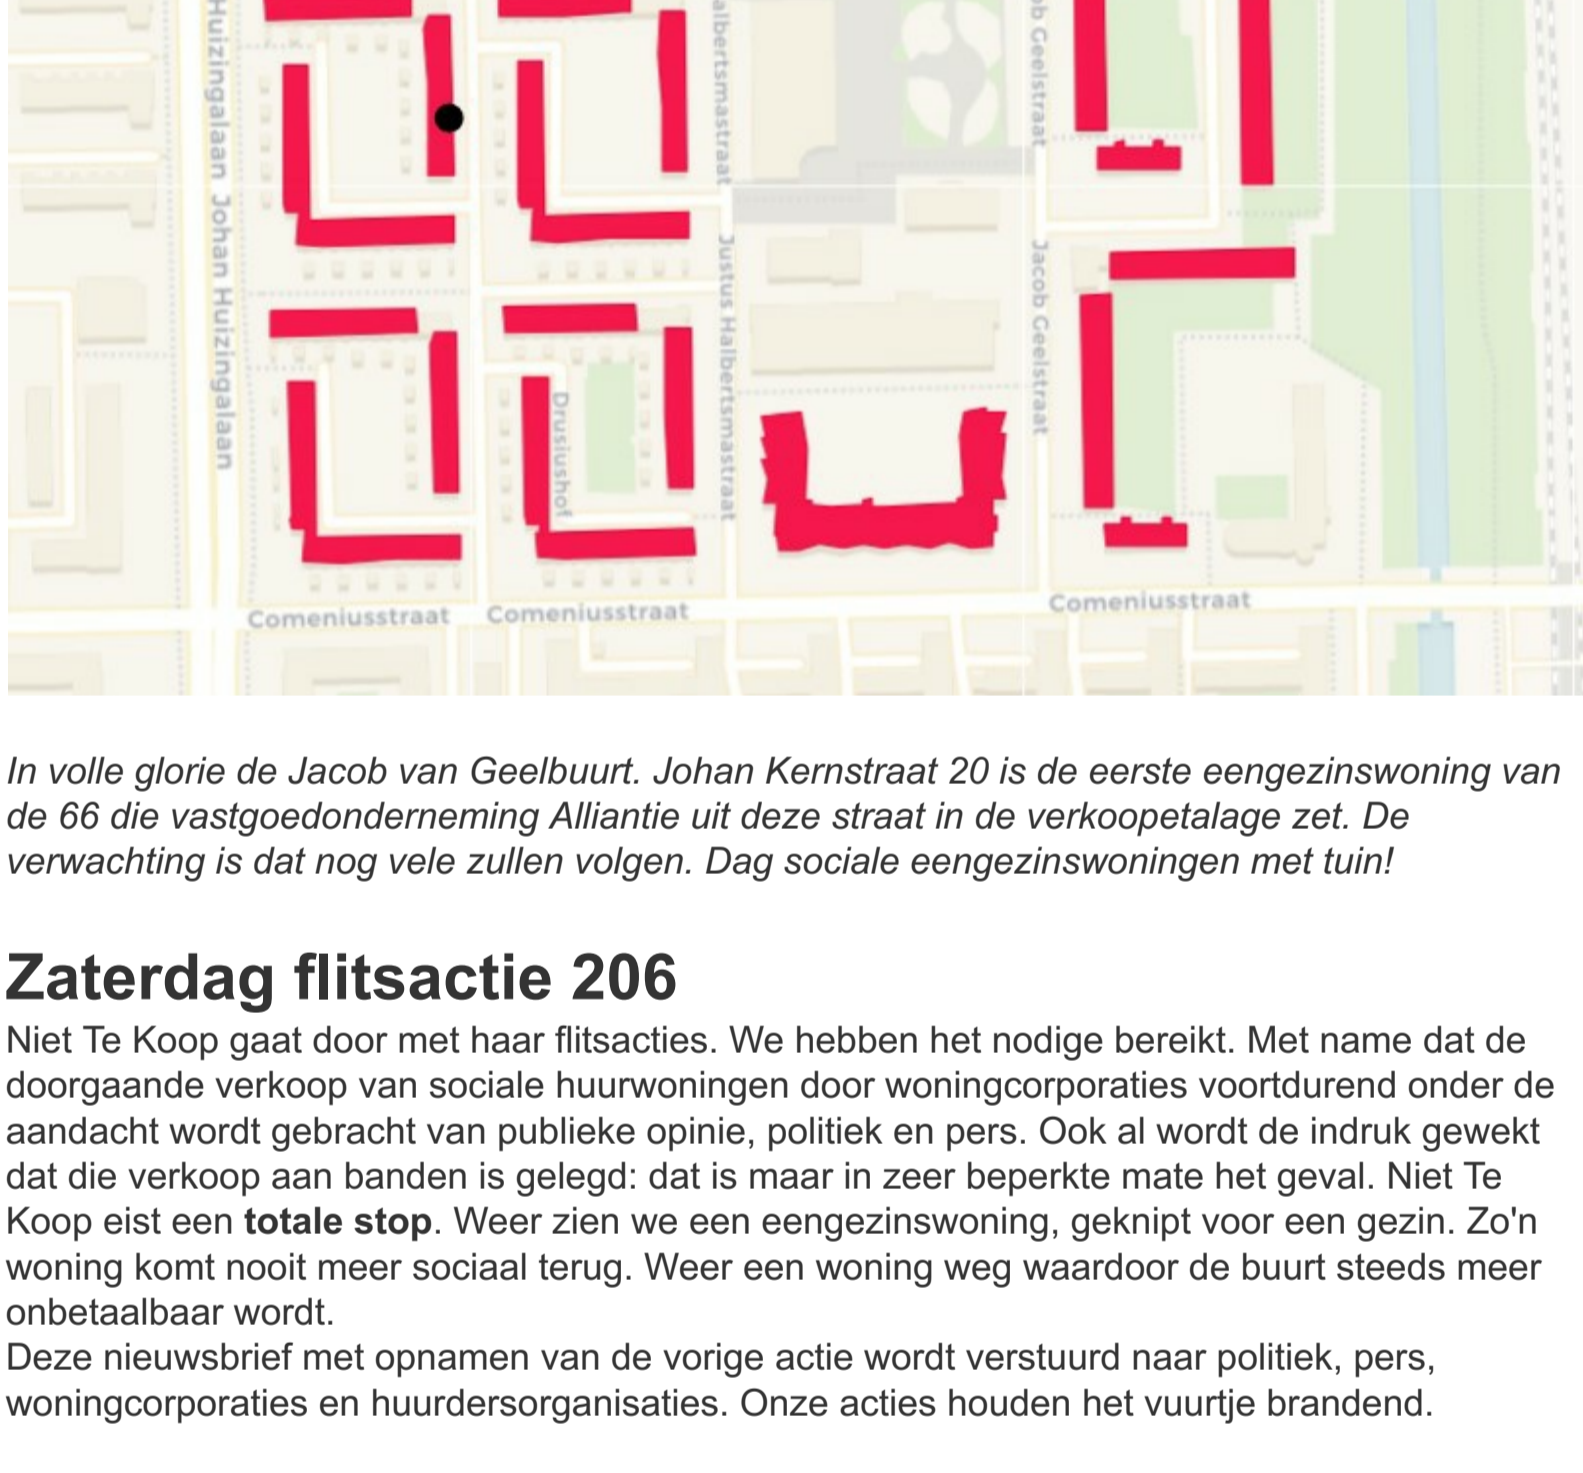 Huizingalaan
Johan Huizingalaan
albertsmastraat
Justus Halbertsmastraat
ob Geelstraat
Jacob Geelstraat
Drusiushof
Comeniusstraat
Comeniusstraat
Comeniusstraat
In volle glorie de Jacob van Geelbuurt. Johan Kernstraat 20 is de eerste eengezinswoning van
de 66 die vastgoedonderneming Alliantie uit deze straat in de verkoopetalage zet. De
verwachting is dat nog vele zullen volgen. Dag sociale eengezinswoningen met tuin!
Zaterdag flitsactie 206
Niet Te Koop gaat door met haar flitsacties. We hebben het nodige bereikt. Met name dat de
doorgaande verkoop van sociale huurwoningen door woningcorporaties voortdurend onder de
aandacht wordt gebracht van publieke opinie, politiek en pers. Ook al wordt de indruk gewekt
dat die verkoop aan banden is gelegd: dat is maar in zeer beperkte mate het geval. Niet Te
Koop eist een totale stop. Weer zien we een eengezinswoning, geknipt voor een gezin. Zo'n
woning komt nooit meer sociaal terug. Weer een woning weg waardoor de buurt steeds meer
onbetaalbaar wordt.
Deze nieuwsbrief met opnamen van de vorige actie wordt verstuurd naar politiek, pers,
woningcorporaties en huurdersorganisaties. Onze acties houden het vuurtje brandend.